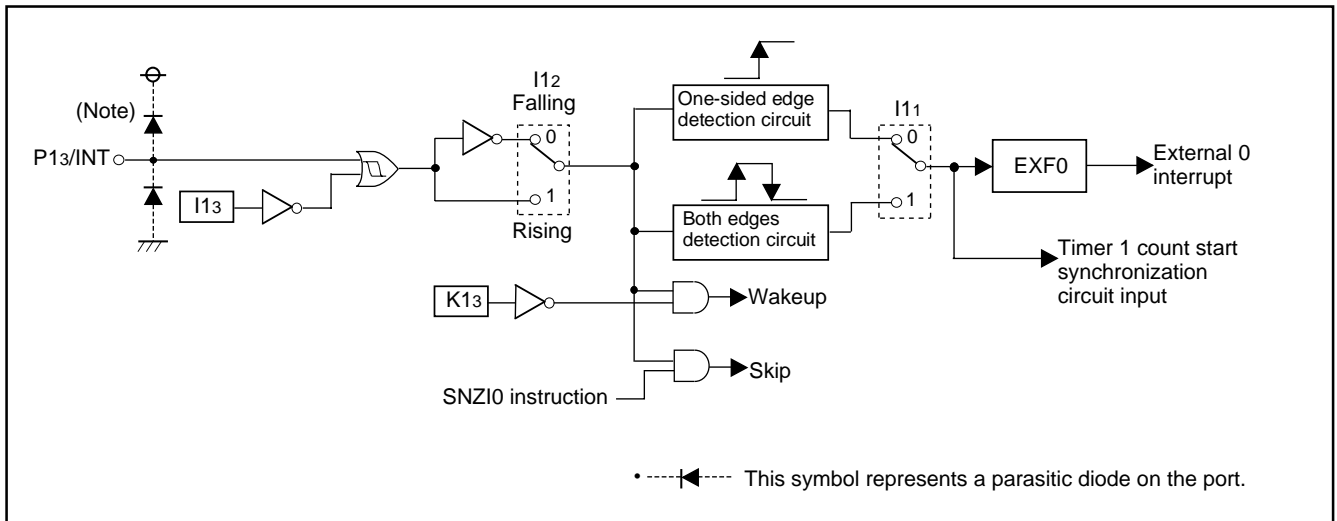 I12
Falling
(Note)
0
1
Rising
P13/INT
I13
One-sided edge
detection circuit
Both edges
detection circuit
I11
0
1
EXF0
External 0
interrupt
Timer 1 count start
synchronization
circuit input
K13
Wakeup
SNZI0 instruction
Skip
• This symbol represents a parasitic diode on the port.